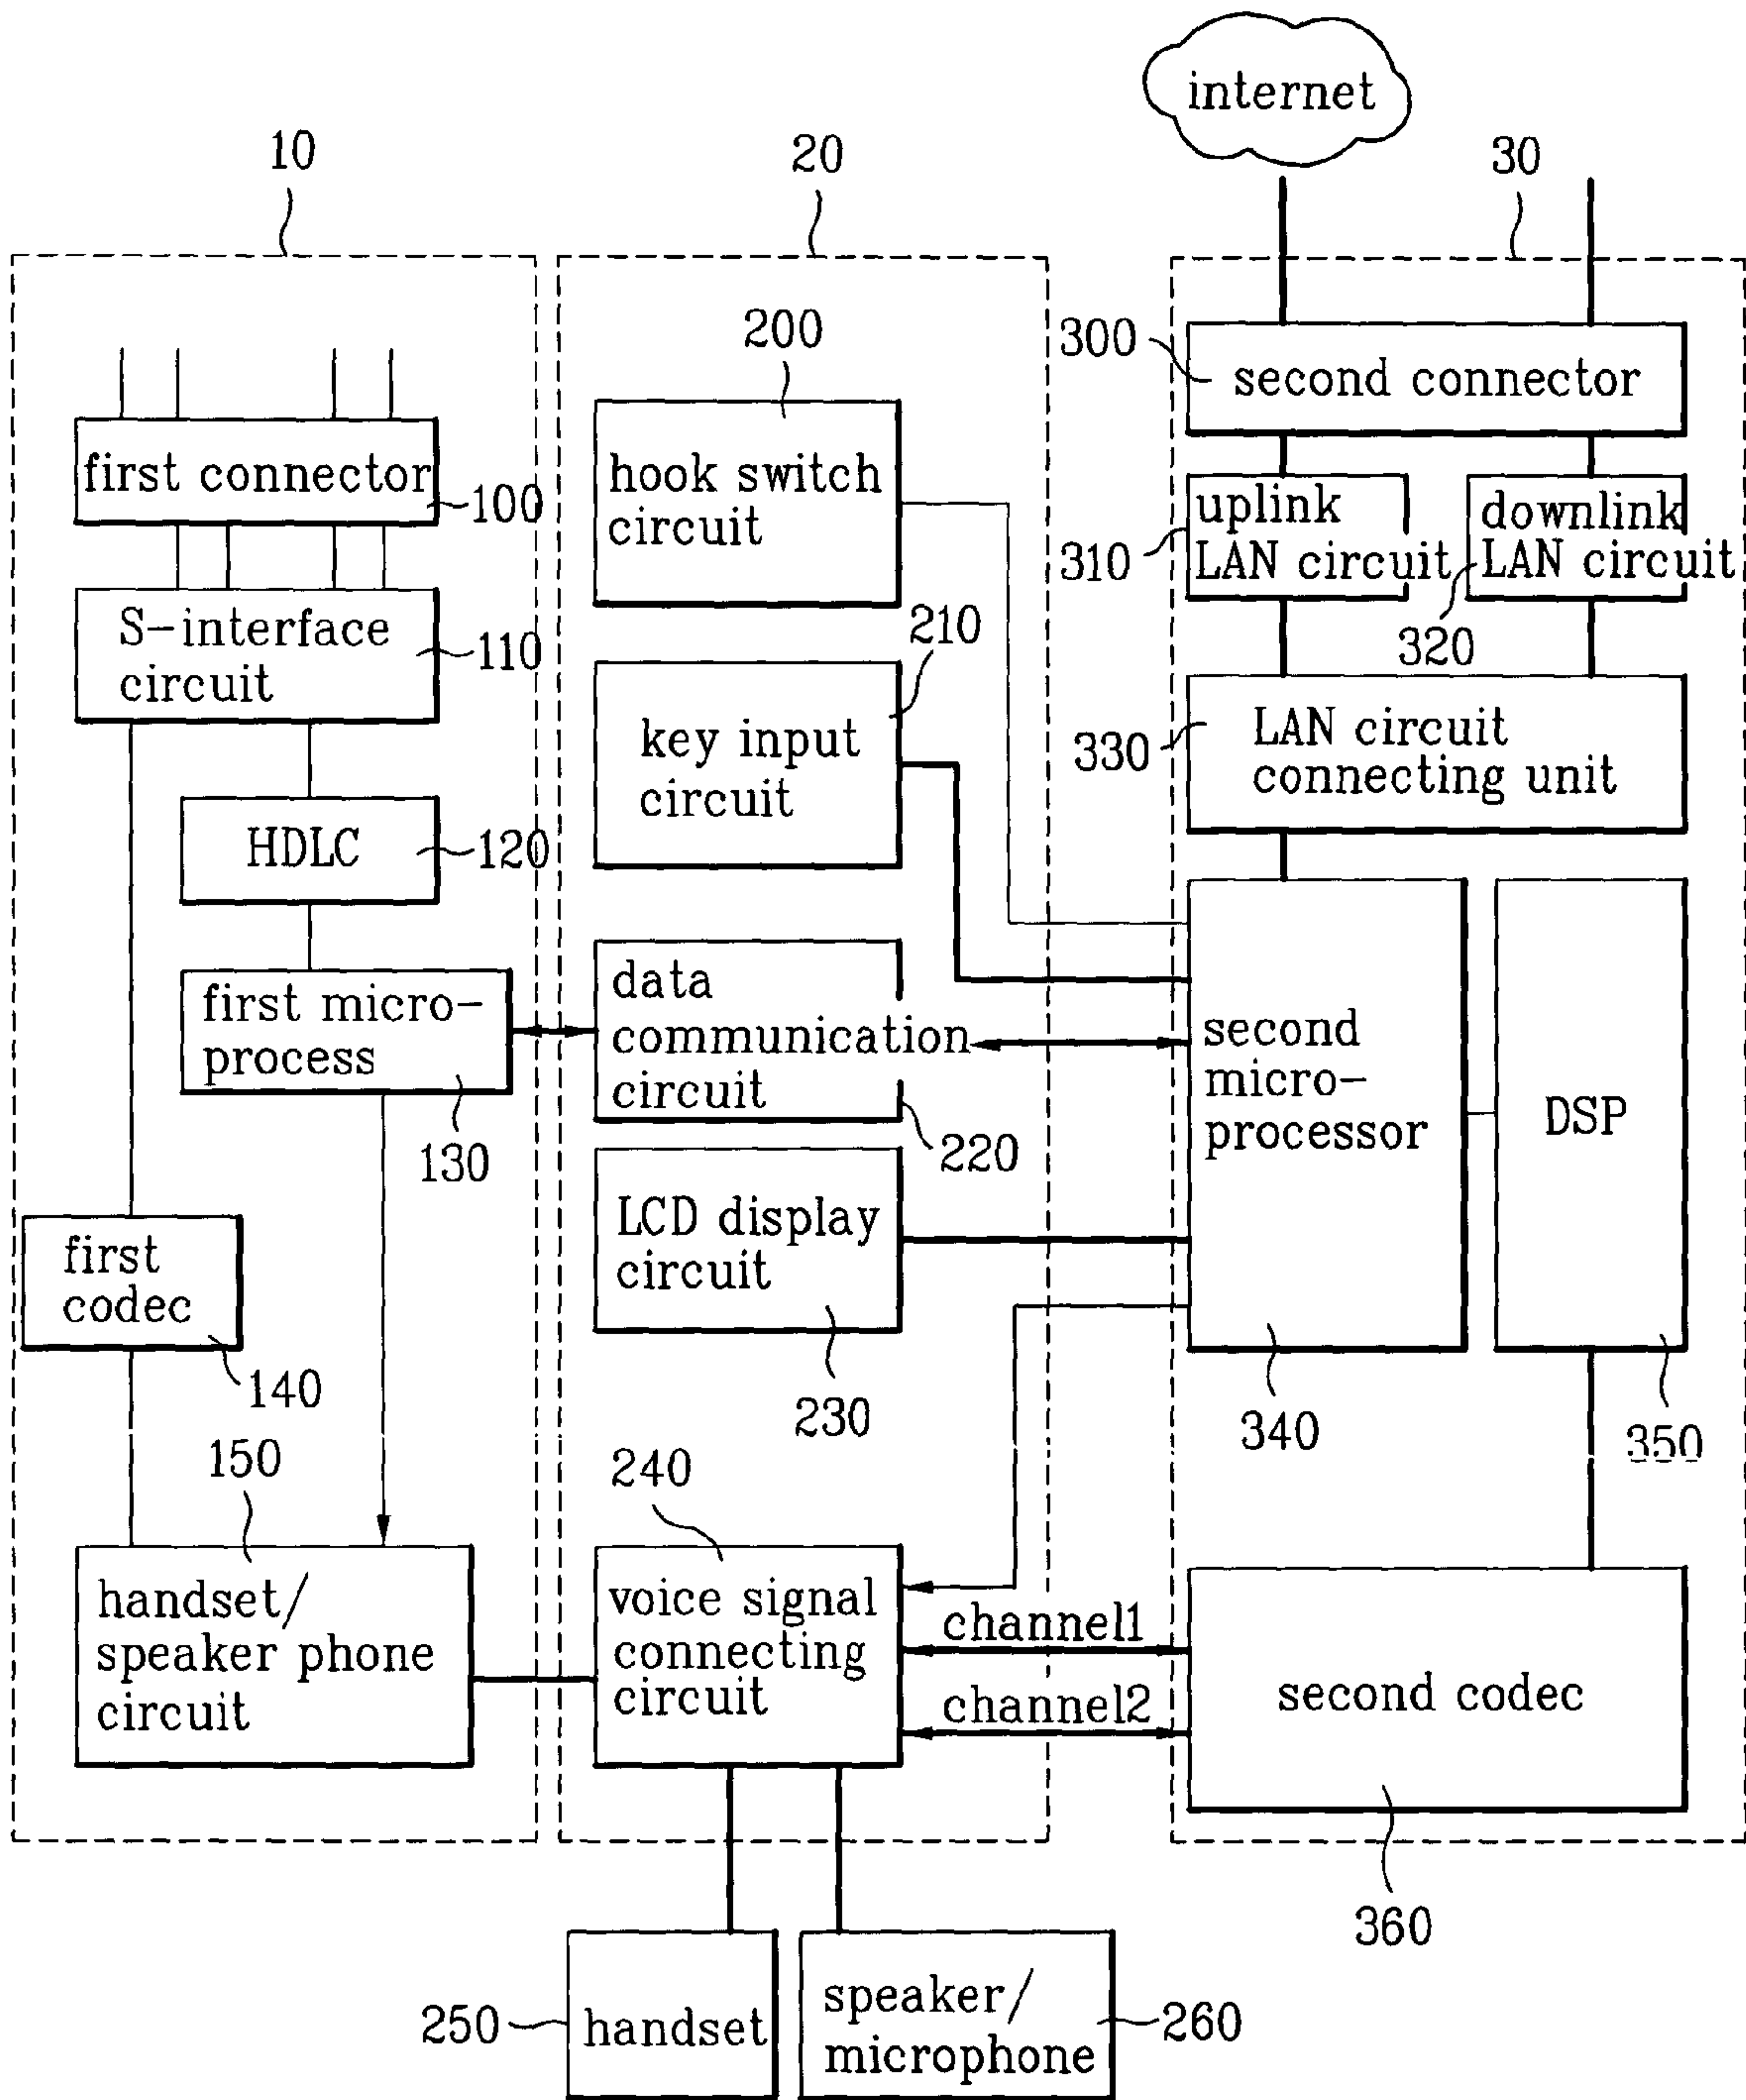 internet
10
20
30
first connector
100
S-interface
circuit
110
HDLC
120
first micro-
process
130
first
codec
140
150
handset/
speaker phone
circuit
200
hook switch
circuit
210
key input
circuit
data
communication
circuit
220
LCD display
circuit
230
240
voice signal
connecting
circuit
channel1
channel2
300
second connector
uplink
LAN circuit
310
downlink
LAN circuit
320
330
LAN circuit
connecting unit
second
micro-
processor
340
DSP
350
second codec
360
250
handset
speaker/
microphone
260